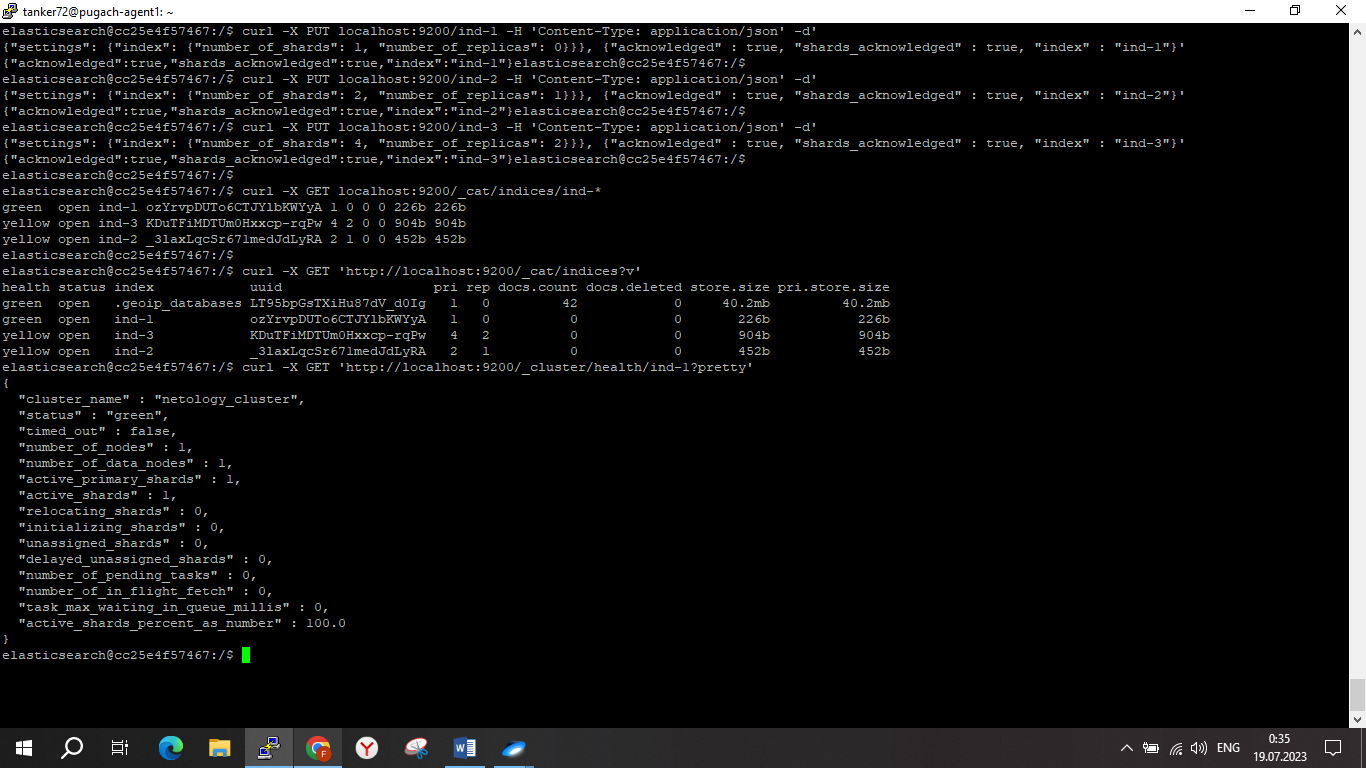 tanker72@pugach-agent1: ~
elasticsearch@cc25e4f57467:/$ curl -X PUT localhost:9200/ind-1 -H 'Content-Type: application/json' -d'
{"settings": {"index": {"number_of_shards": 1, "number_of_replicas": 0}}}, {"acknowledged" : true, "shards_acknowledged" : true, "index" : "ind-1"}'
{"acknowledged":true,"shards_acknowledged":true,"index":"ind-1"}elasticsearch@cc25e4f57467:/$
elasticsearch@cc25e4f57467:/$ curl -X PUT localhost:9200/ind-2 -H 'Content-Type: application/json' -d'
{"settings": {"index": {"number_of_shards": 2, "number_of_replicas": 1}}}, {"acknowledged" : true, "shards_acknowledged" : true, "index" : "ind-2"}'
{"acknowledged":true,"shards_acknowledged":true,"index":"ind-2"}elasticsearch@cc25e4f57467:/$
elasticsearch@cc25e4f57467:/$ curl -X PUT localhost:9200/ind-3 -H 'Content-Type: application/json' -d'
{"settings": {"index": {"number_of_shards": 4, "number_of_replicas": 2}}}, {"acknowledged" : true, "shards_acknowledged" : true, "index" : "ind-3"}'
{"acknowledged":true,"shards_acknowledged":true,"index":"ind-3"}elasticsearch@cc25e4f57467:/$
elasticsearch@cc25e4f57467:/$
elasticsearch@cc25e4f57467:/$ curl -X GET localhost:9200/_cat/indices/ind-*
green  open ind-1 ozYrvpDUTo6CTJYlbKWYyA 1 0 0 0 226b 226b
yellow open ind-3 KDuTFiMDTUm0Hxxcp-rqPw 4 2 0 0 904b 904b
yellow open ind-2 _3laxLqcSr67lmedJdLyRA 2 1 0 0 452b 452b
elasticsearch@cc25e4f57467:/$
elasticsearch@cc25e4f57467:/$ curl -X GET 'http://localhost:9200/_cat/indices?v'
health status index            uuid                   pri rep docs.count docs.deleted store.size pri.store.size
green  open   .geoip_databases LT95bpGsTXiHu87dV_d0Ig   1   0         42            0     40.2mb         40.2mb
green  open   ind-1            ozYrvpDUTo6CTJYlbKWYyA   1   0          0            0       226b           226b
yellow open   ind-3            KDuTFiMDTUm0Hxxcp-rqPw   4   2          0            0       904b           904b
yellow open   ind-2            _3laxLqcSr67lmedJdLyRA   2   1          0            0       452b           452b
elasticsearch@cc25e4f57467:/$ curl -X GET 'http://localhost:9200/_cluster/health/ind-1?pretty'
{
  "cluster_name" : "netology_cluster",
  "status" : "green",
  "timed_out" : false,
  "number_of_nodes" : 1,
  "number_of_data_nodes" : 1,
  "active_primary_shards" : 1,
  "active_shards" : 1,
  "relocating_shards" : 0,
  "initializing_shards" : 0,
  "unassigned_shards" : 0,
  "delayed_unassigned_shards" : 0,
  "number_of_pending_tasks" : 0,
  "number_of_in_flight_fetch" : 0,
  "task_max_waiting_in_queue_millis" : 0,
  "active_shards_percent_as_number" : 100.0
}
elasticsearch@cc25e4f57467:/$
ENG
0:35
19.07.2023